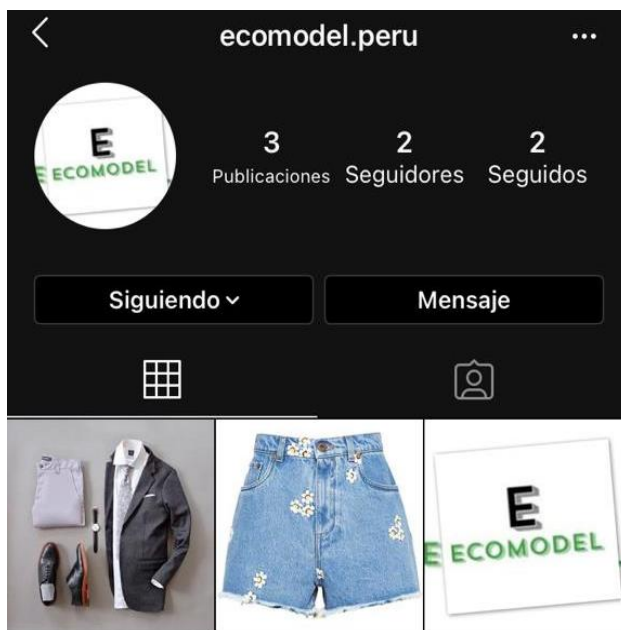 ecomodel.peru
E
E ECOMODEL
3 2 2
Publicaciones Seguidores Seguidos
Siguiendo Mensaje
E
E ECOMODEL